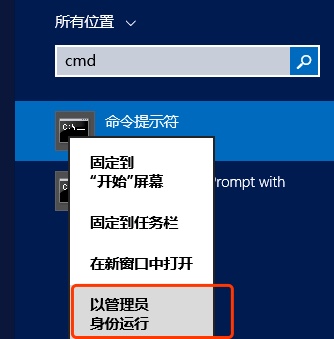 所有位置
cmd
命令提示符
固定到
“开始”屏幕
Prompt with
固定到任务栏
在新窗口中打开
以管理员
身份运行